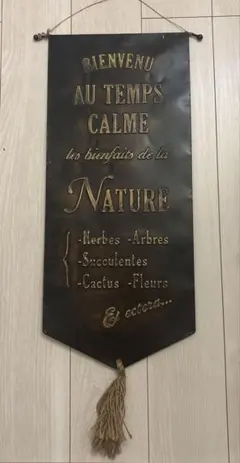 BIENVENU
AU TEMPS
CALME
les bienfaits de la
NATURE
-Herbes -Arbres
-Succulentes
-Cactus -Fleurs
Et cetera...